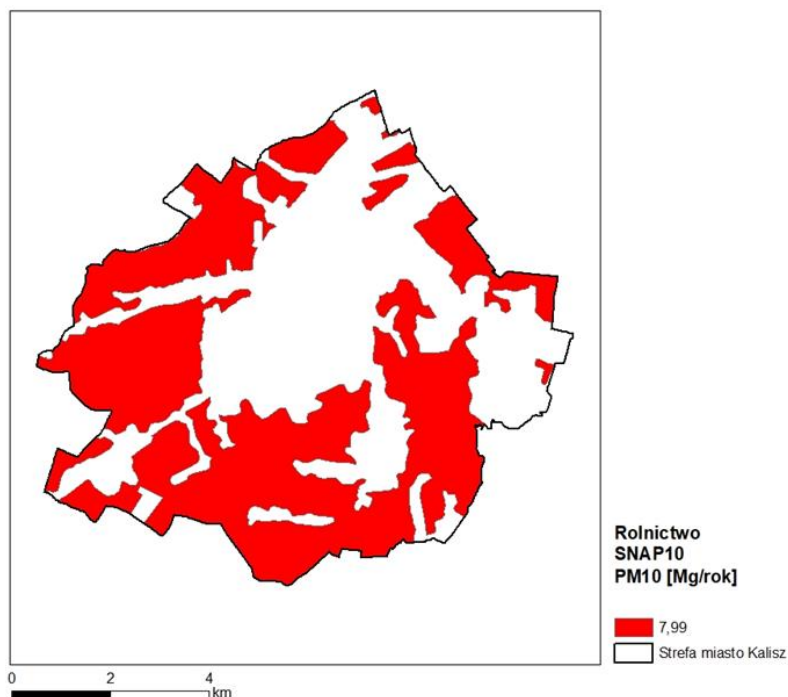 Rolnictwo
SNAP10
PM10 [Mg/rok]
7,99
Strefa miasto Kalisz
0 2 4
km